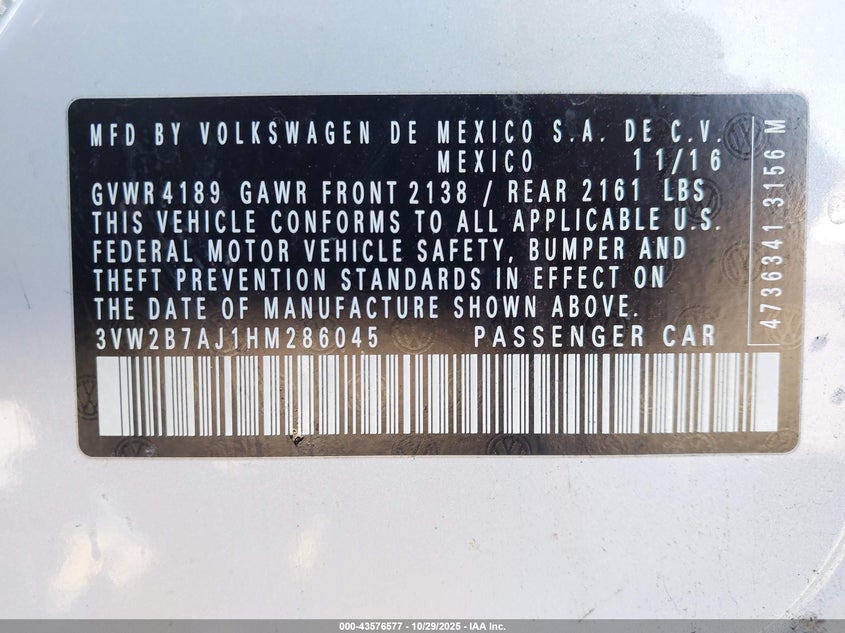 MFD BY VOLKSWAGEN DE MEXICO S.A. DE C.V.
MEXICO 11/16
GVWR 4189 GAWR FRONT 2138 / REAR 2161 LBS
THIS VEHICLE CONFORMS TO ALL APPLICABLE U.S.
FEDERAL MOTOR VEHICLE SAFETY, BUMPER AND
THEFT PREVENTION STANDARDS IN EFFECT ON
THE DATE OF MANUFACTURE SHOWN ABOVE.
3VW2B7AJ1HM286045 PASSENGER CAR
4736341 3156 M
000-43576577 - 10/29/2025 - IAA Inc.